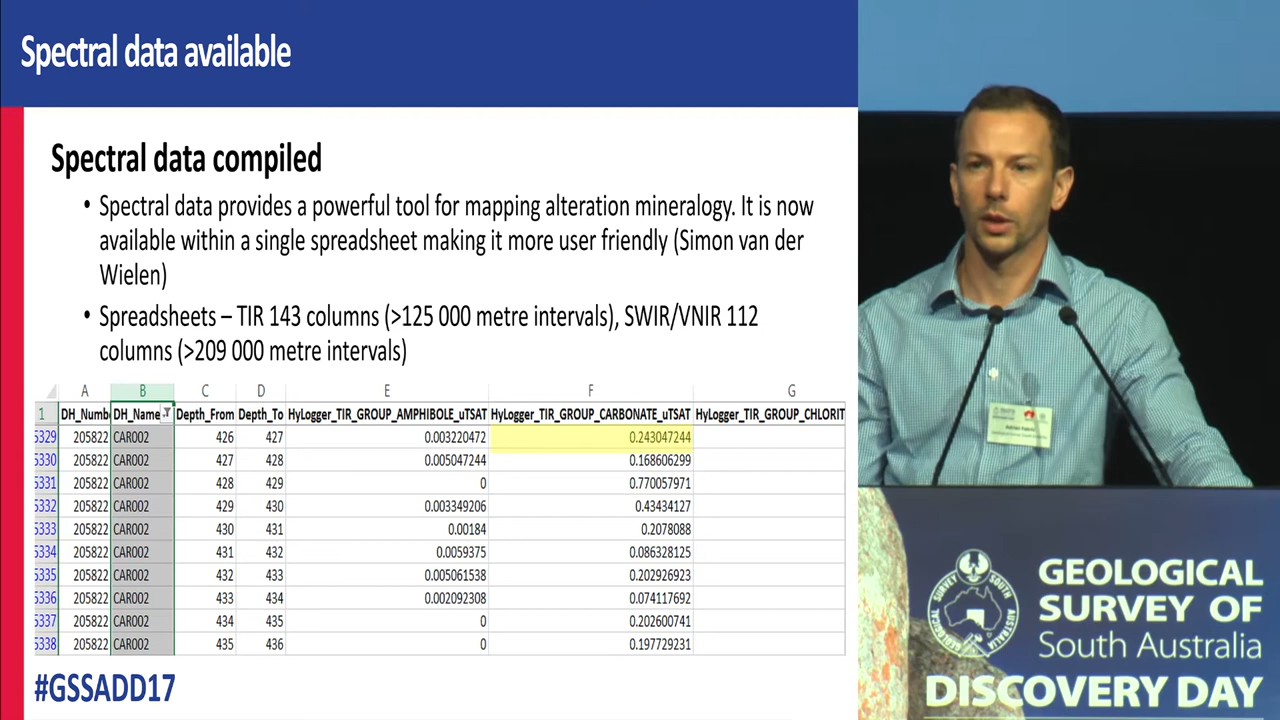 Spectral data available
Spectral data compiled
• Spectral data provides a powerful tool for mapping alteration mineralogy. It is now
available within a single spreadsheet making it more user friendly (Simon van der
Wielen)
• Spreadsheets – TIR 143 columns (>125 000 metre intervals), SWIR/VNIR 112
columns (>209 000 metre intervals)
A B C D E F G
1 DH_Numb DH_Name Depth_From Depth_To HyLogger_TIR_GROUP_AMPHIBOLE_uTSAT HyLogger_TIR_GROUP_CARBONATE_uTSAT HyLogger_TIR_GROUP_CHLORIT
5329 205822 CAR002 426 427 0.003220472 0.243047244
5330 205822 CAR002 427 428 0.005047244 0.168606299
5331 205822 CAR002 428 429 0 0.770057971
5332 205822 CAR002 429 430 0.003349206 0.43434127
5333 205822 CAR002 430 431 0.00184 0.2078088
5334 205822 CAR002 431 432 0.0059375 0.086328125
5335 205822 CAR002 432 433 0.005061538 0.202926923
5336 205822 CAR002 433 434 0.002092308 0.074117692
5337 205822 CAR002 434 435 0 0.202600741
5338 205822 CAR002 435 436 0 0.197729231
#GSSADD17
GEOLOGICAL
SURVEY OF
South Australia
DISCOVERY DAY